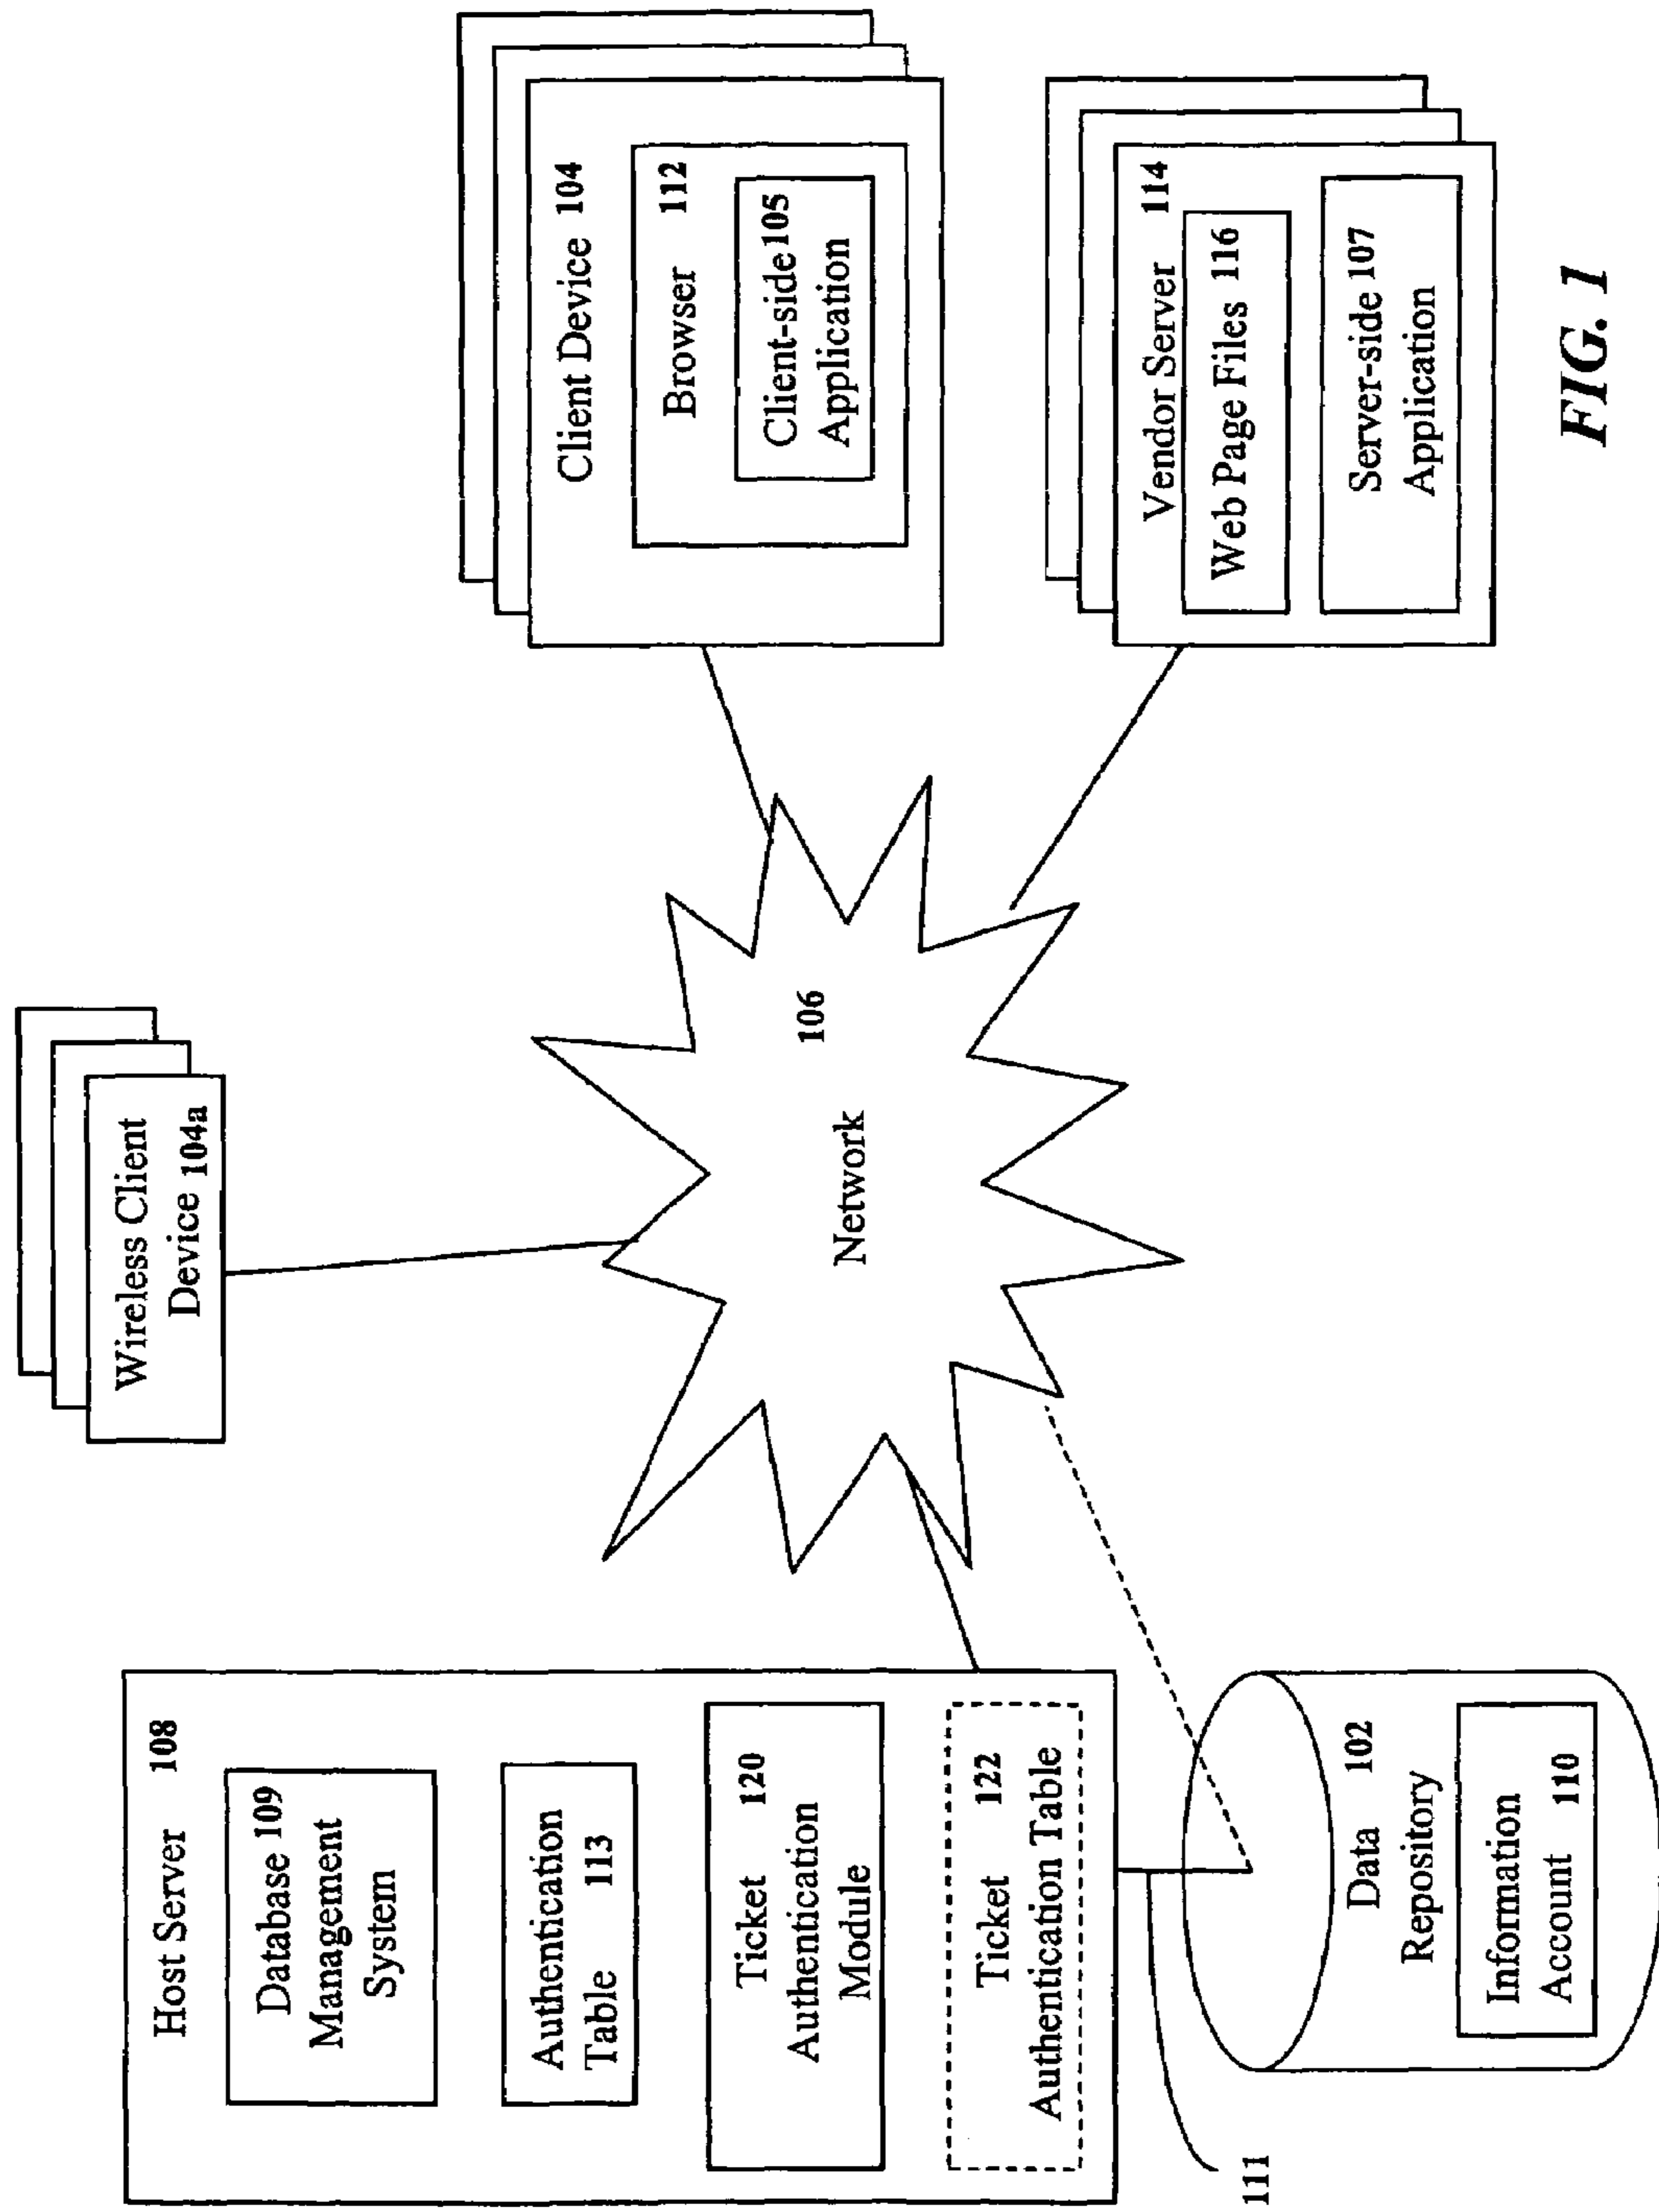 Wireless Client
Device 104a
Host Server 108
Database 109
Management
System
Authentication
Table 113
Ticket 120
Authentication
Module
Ticket 122
Authentication Table
111
Data 102
Repository
Information
Account 110
106
Network
Client Device 104
Browser 112
Client-side 105
Application
Vendor Server 114
Web Page Files 116
Server-side 107
Application
FIG. 1